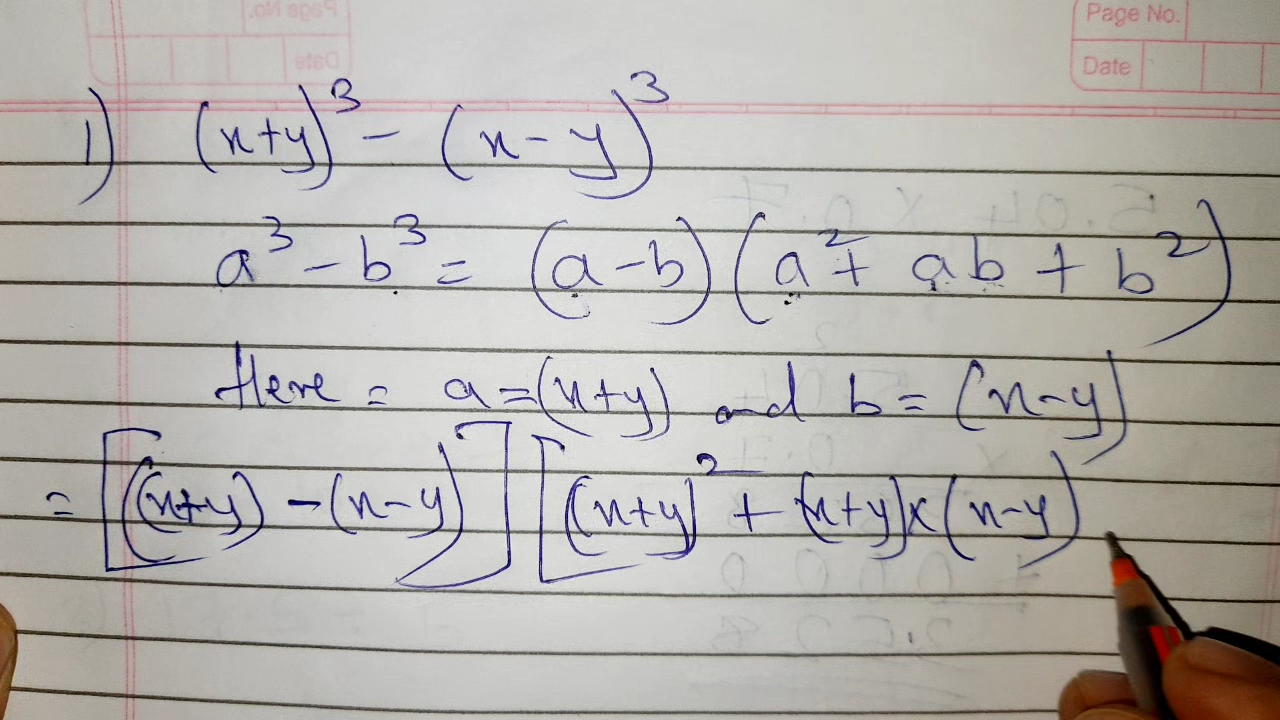 Page No.
Date
1) (x+y)³ - (x-y)³
a³ - b³ = (a-b) (a² + ab + b²)
Here = a = (x+y) and b = (x-y)
= [(x+y) - (x-y)] [(x+y)² + (x+y)×(x-y)